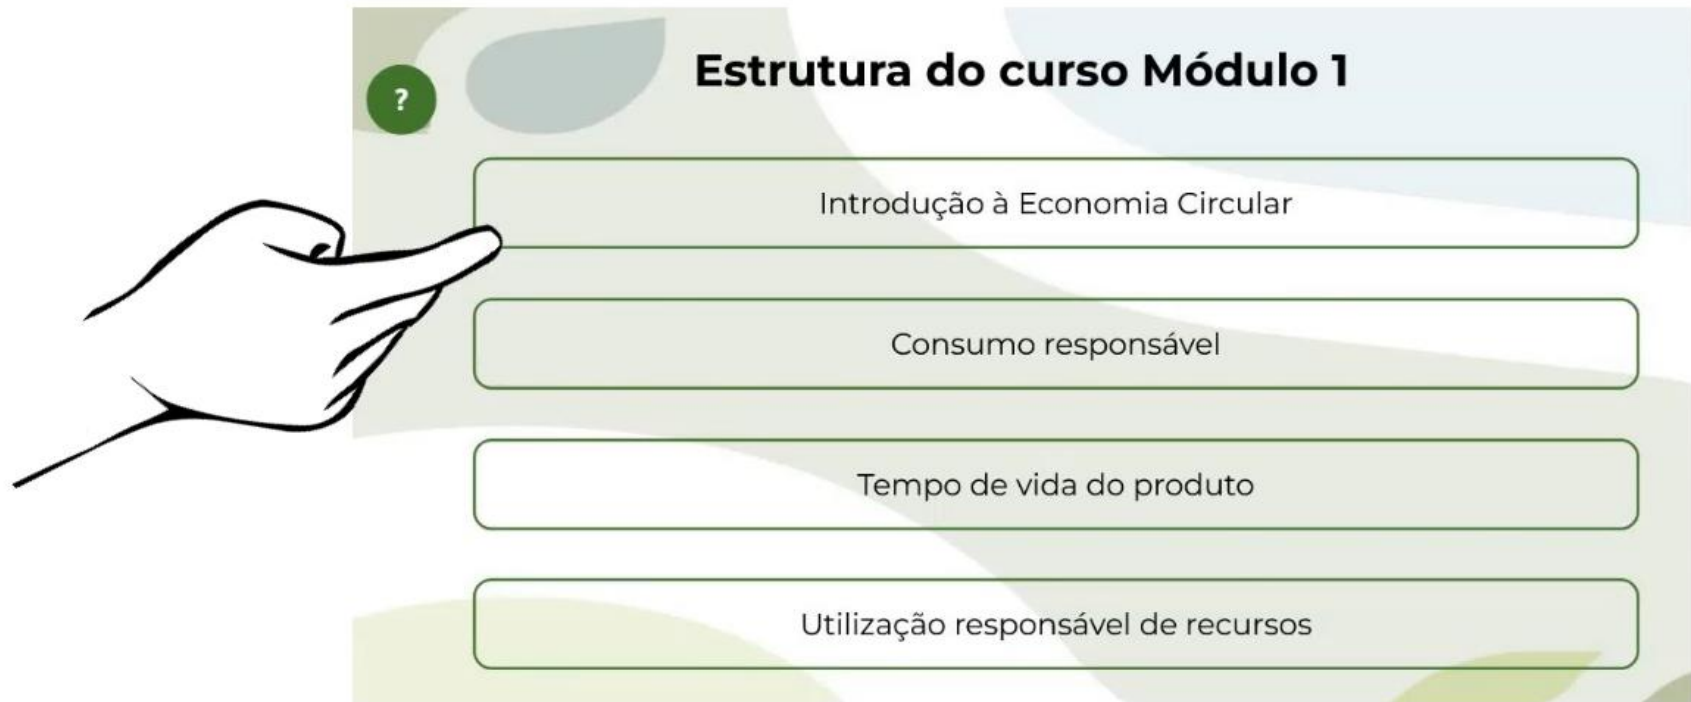 Estrutura do curso Módulo 1
?
Introdução à Economia Circular
Consumo responsável
Tempo de vida do produto
Utilização responsável de recursos